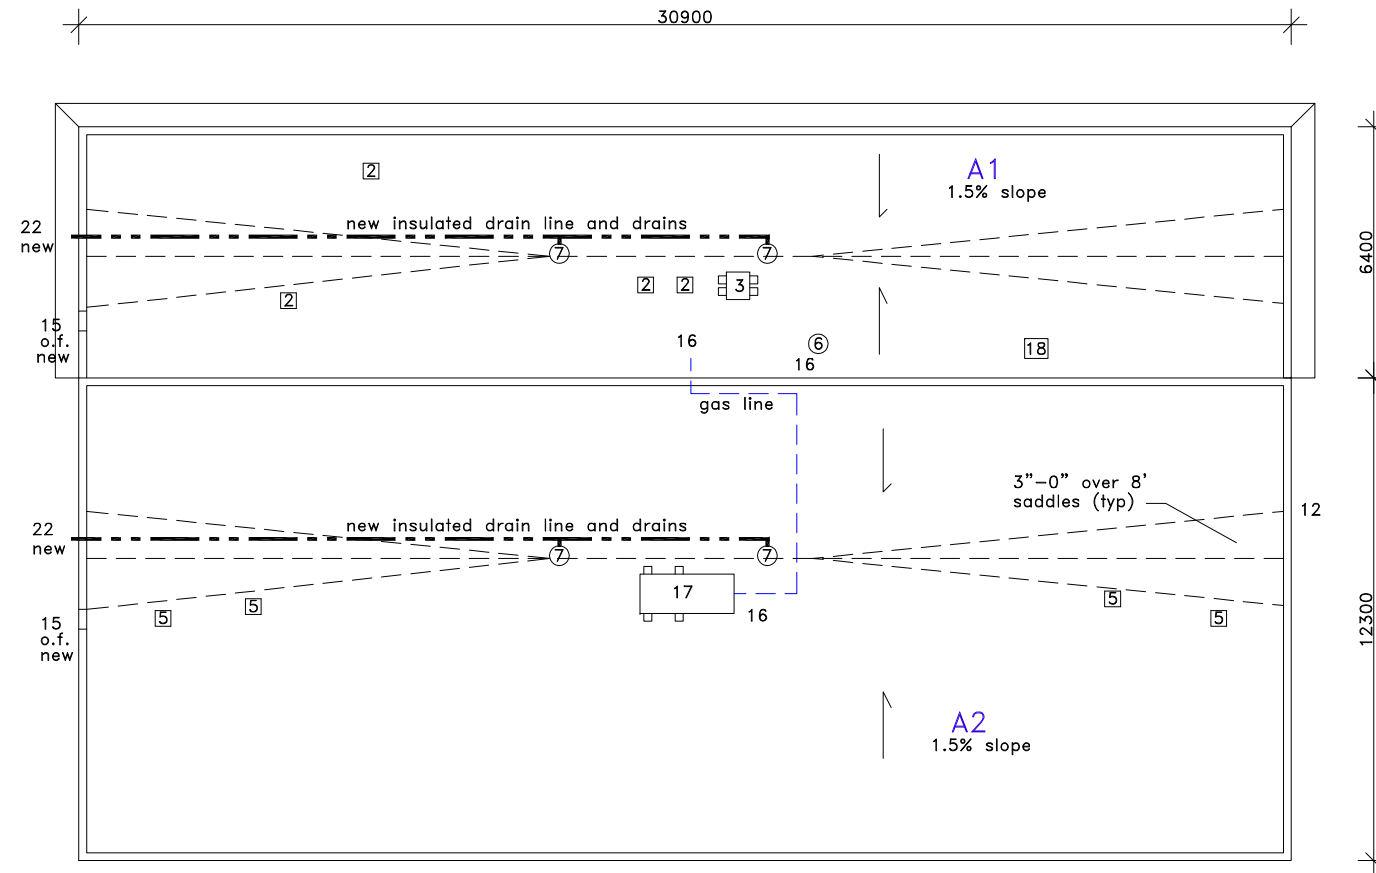 30900
2
A1
1.5% slope
new insulated drain line and drains
22
new
7
7
6400
2
2
3
2
15
o.f.
new
16
6
16
18
gas line
3"-0" over 8'
saddles (typ)
12
new insulated drain line and drains
22
new
7
7
17
5
5
5
5
16
15
o.f.
new
12300
A2
1.5% slope